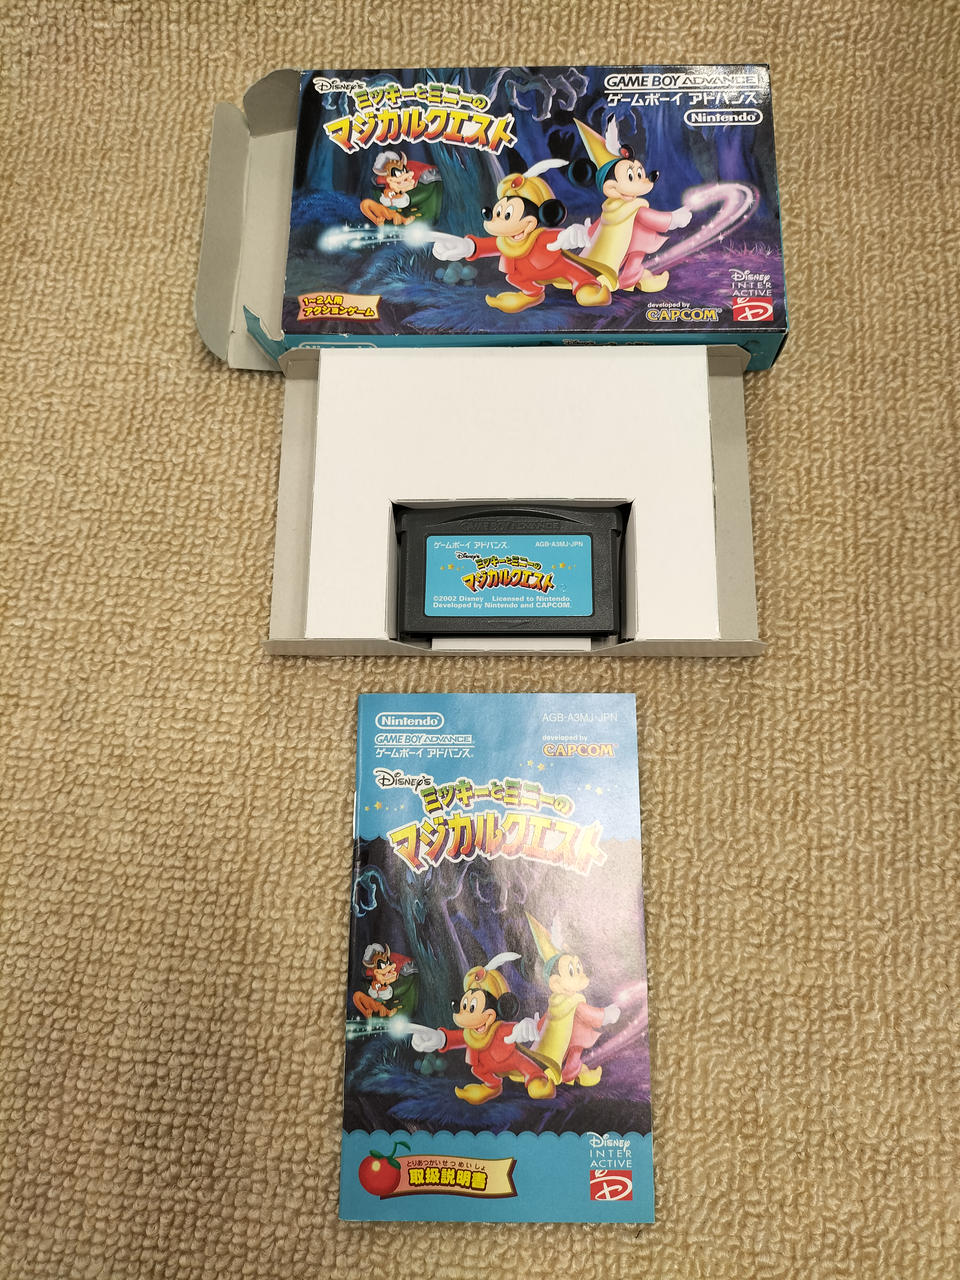 Disney's
ミッキーとミニーの
マジカルクエスト
GAME BOY ADVANCE
ゲームボーイ アドバンス
Nintendo
1~2人用
アクションゲーム
developed by
CAPCOM
Disney
INTER
ACTIVE
Nintendo
Disney's
GAME BOY ADVANCE
ゲームボーイ アドバンス
AGB-A3MJ-JPN
Disney's
ミッキーとミニーの
マジカルクエスト
©2002 Disney Licensed to Nintendo.
Developed by Nintendo and CAPCOM.
Nintendo
AGB-A3MJ-JPN
GAME BOY ADVANCE
ゲームボーイ アドバンス
developed by
CAPCOM
Disney's
ミッキーとミニーの
マジカルクエスト
とりあつかいせつめいしょ
取扱説明書
Disney
INTER
ACTIVE